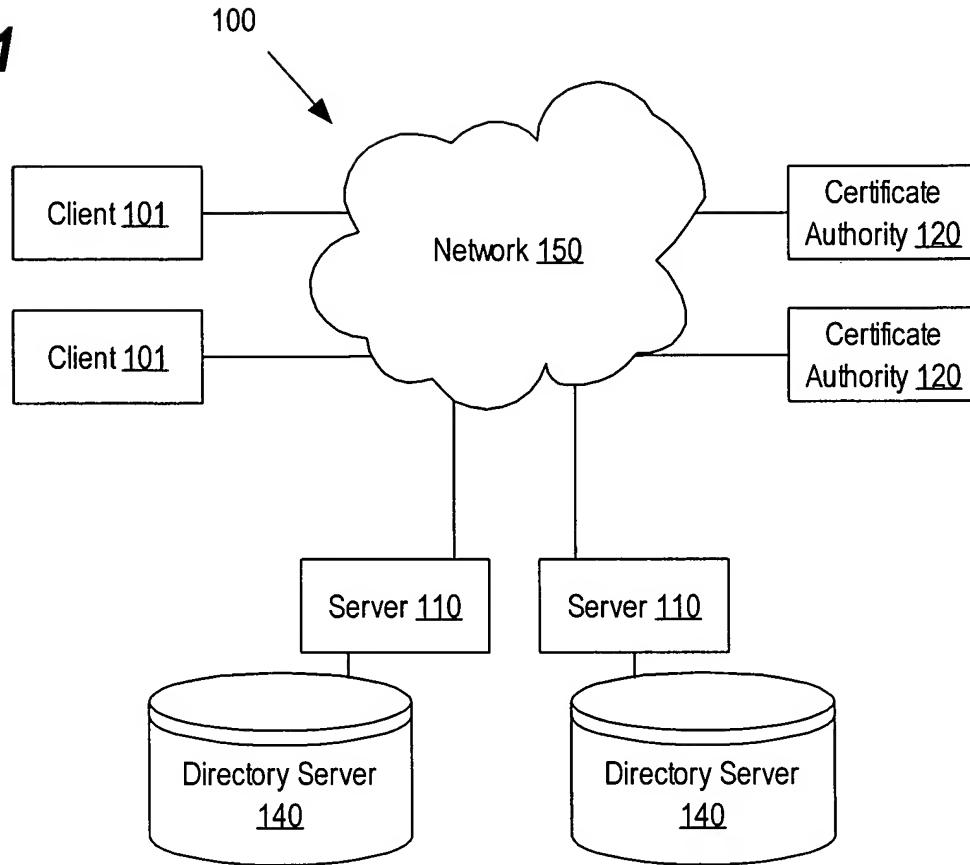 1
100
Client 101
Client 101
Network 150
Certificate
Authority 120
Certificate
Authority 120
Server 110
Server 110
Directory Server
140
Directory Server
140